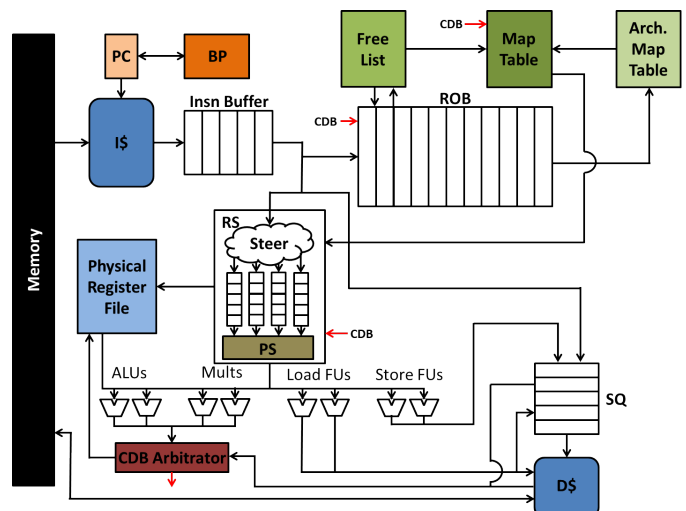 CDB
Free
List
Map
Table
Arch.
Map
Table
PC
BP
Insn Buffer
ROB
CDB
I$
Memory
RS
Steer
Physical
Register
File
CDB
PS
ALUs
Mults
Load FUs
Store FUs
SQ
CDB Arbitrator
D$